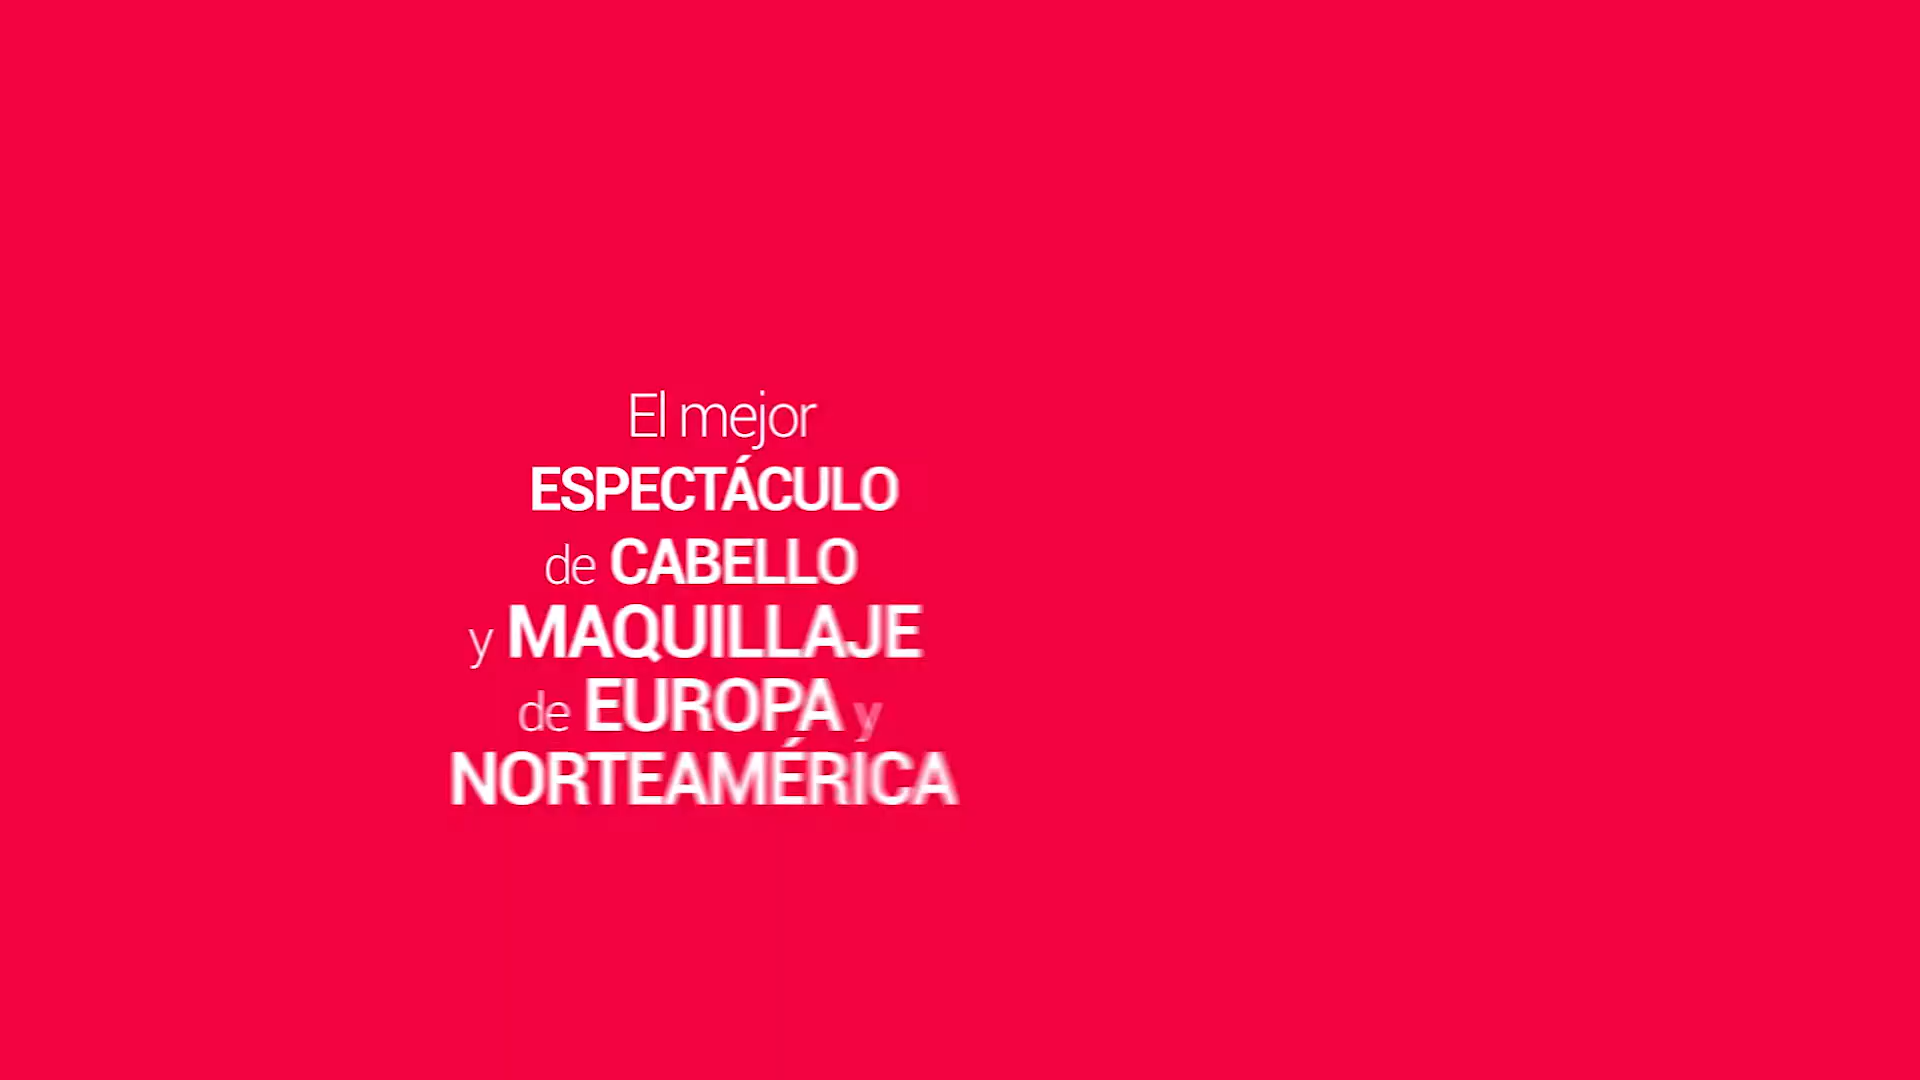 El mejor
ESPECTÁCULO
de CABELLO
y MAQUILLAJE
de EUROPA y
NORTEAMÉRICA